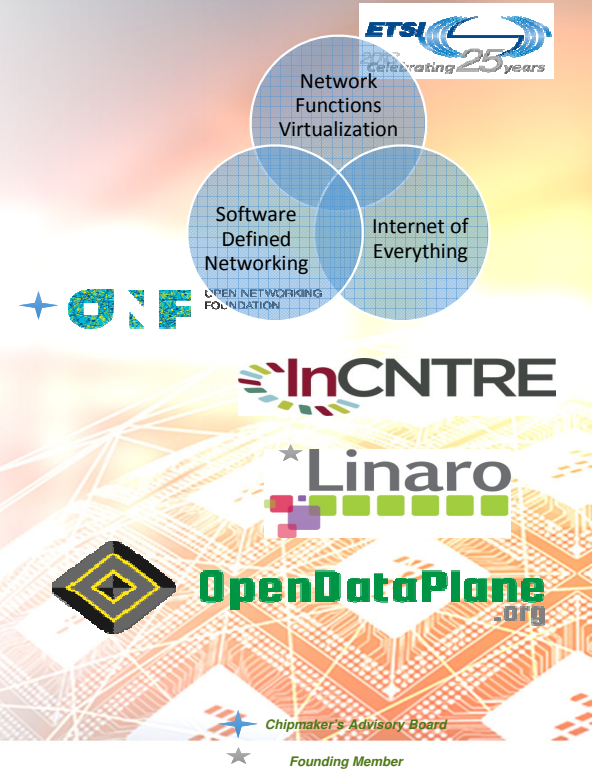 ETSI
Celebrating 25 years
Network
Functions
Virtualization
Software
Defined
Networking
Internet of
Everything
ONF
OPEN NETWORKING
FOUNDATION
InCNTRE
Linaro
OpenDataPlane
.org
Chipmaker's Advisory Board
Founding Member